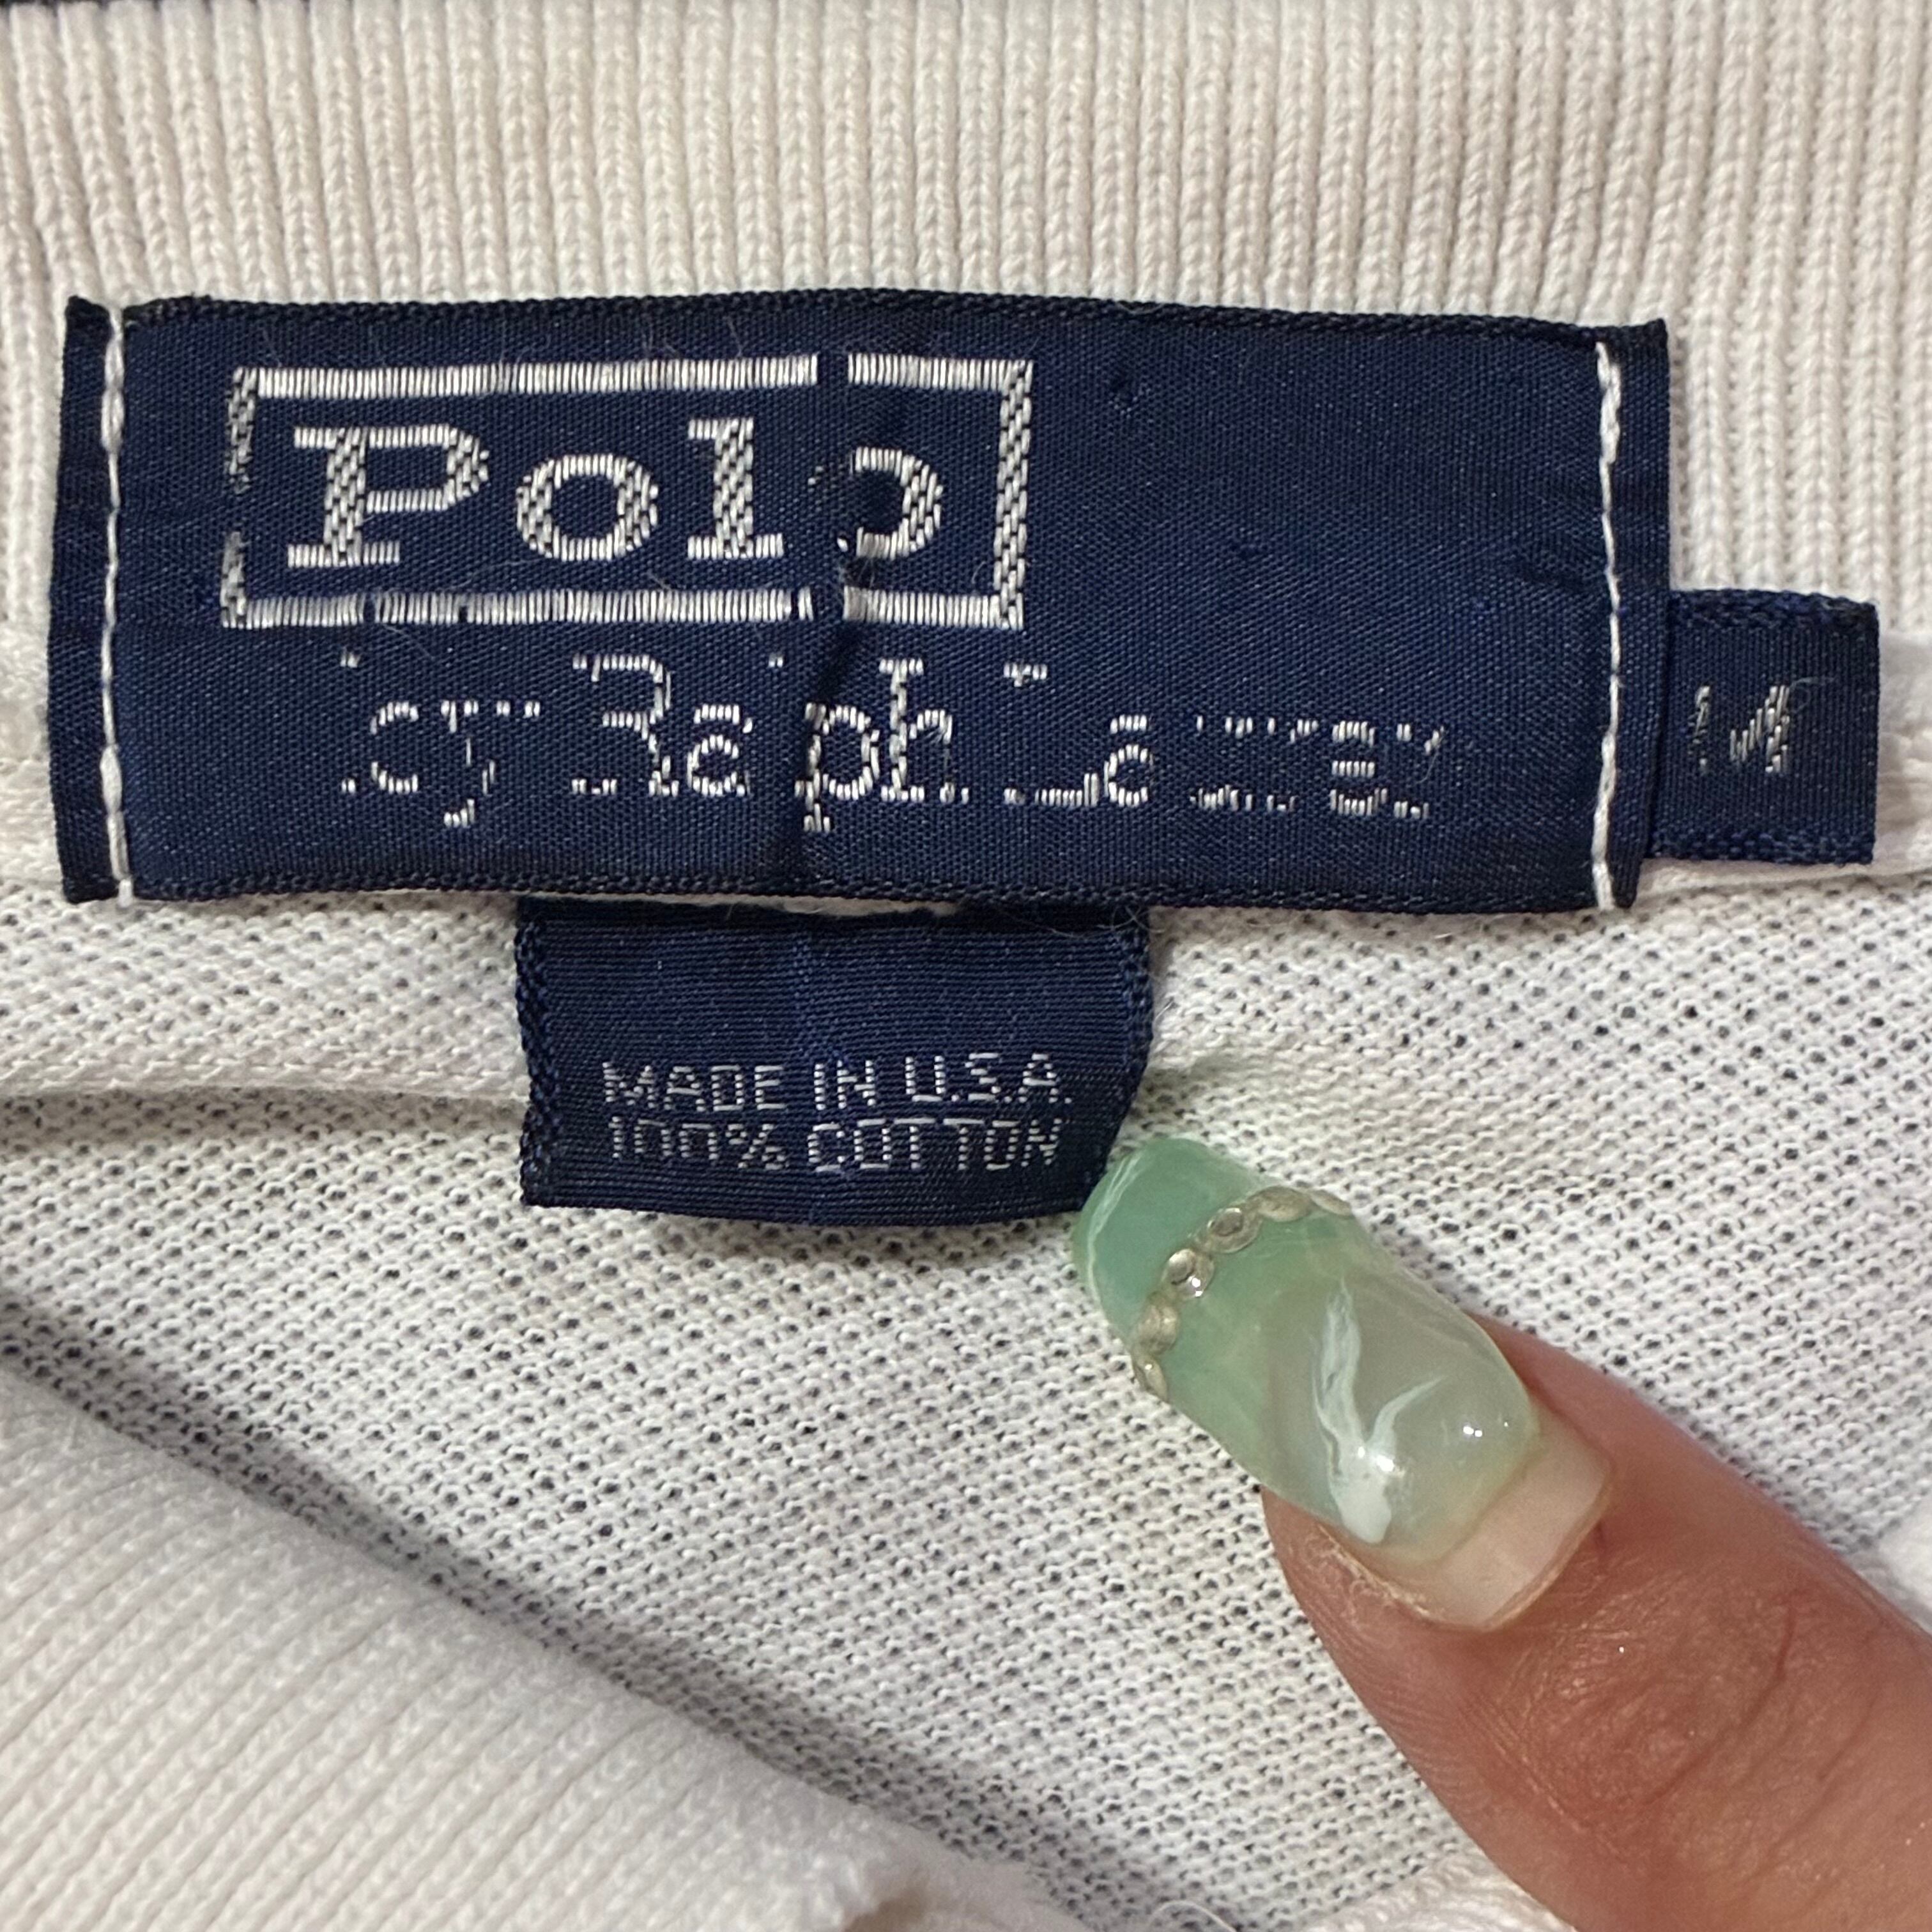 Polo
by Ralph Lauren
M
MADE IN U.S.A.
100% COTTON